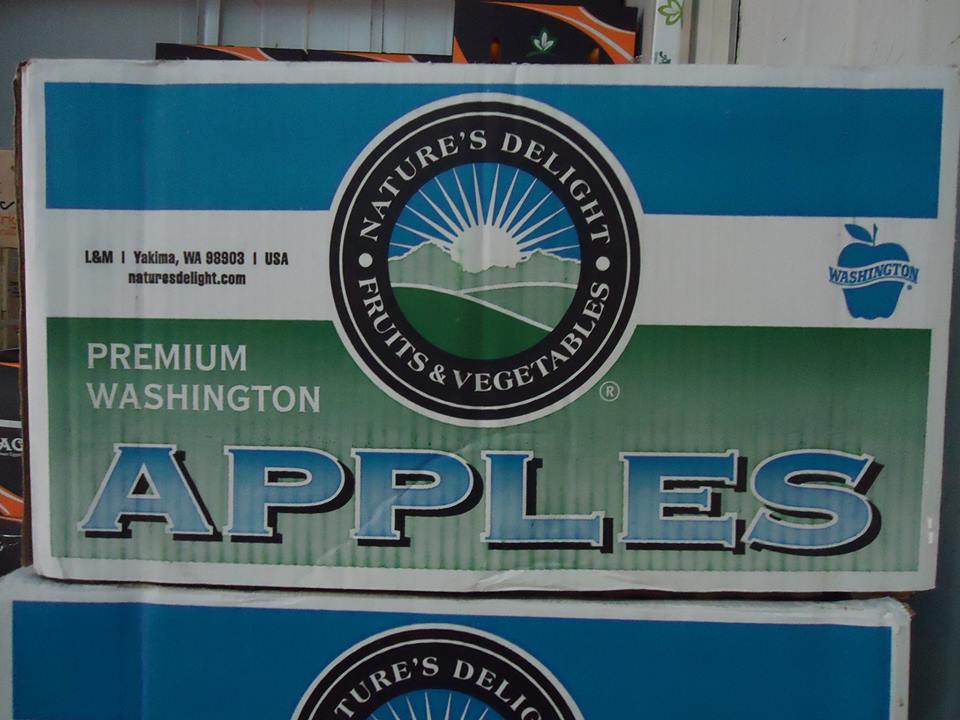 NATURE'S DELIGHT
FRUITS & VEGETABLES
®
L&M | Yakima, WA 98903 | USA
naturesdelight.com
WASHINGTON®
PREMIUM
WASHINGTON
APPLES
TURE'S DELIG